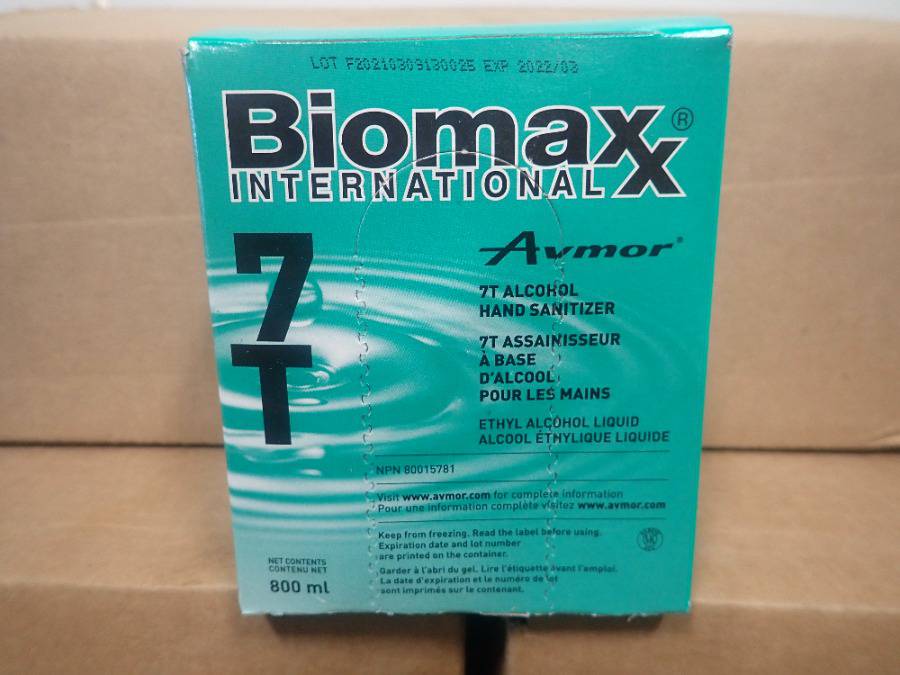 LOT F20210309130025 EXP 2022/03
Biomaxx®
INTERNATIONAL
7
T
Avmor®
7T ALCOHOL
HAND SANITIZER
7T ASSAINISSEUR
À BASE
D'ALCOOL
POUR LES MAINS
ETHYL ALCOHOL LIQUID
ALCOOL ÉTHYLIQUE LIQUIDE
NPN 80015781
Visit www.avmor.com for complete information
Pour une information complète visitez www.avmor.com
Keep from freezing. Read the label before using.
Expiration date and lot number
are printed on the container.
Garder à l'abri du gel. Lire l'étiquette avant l'emploi.
La date d'expiration et le numéro de lot
sont imprimés sur le contenant.
NET CONTENTS
CONTENU NET
800 ml